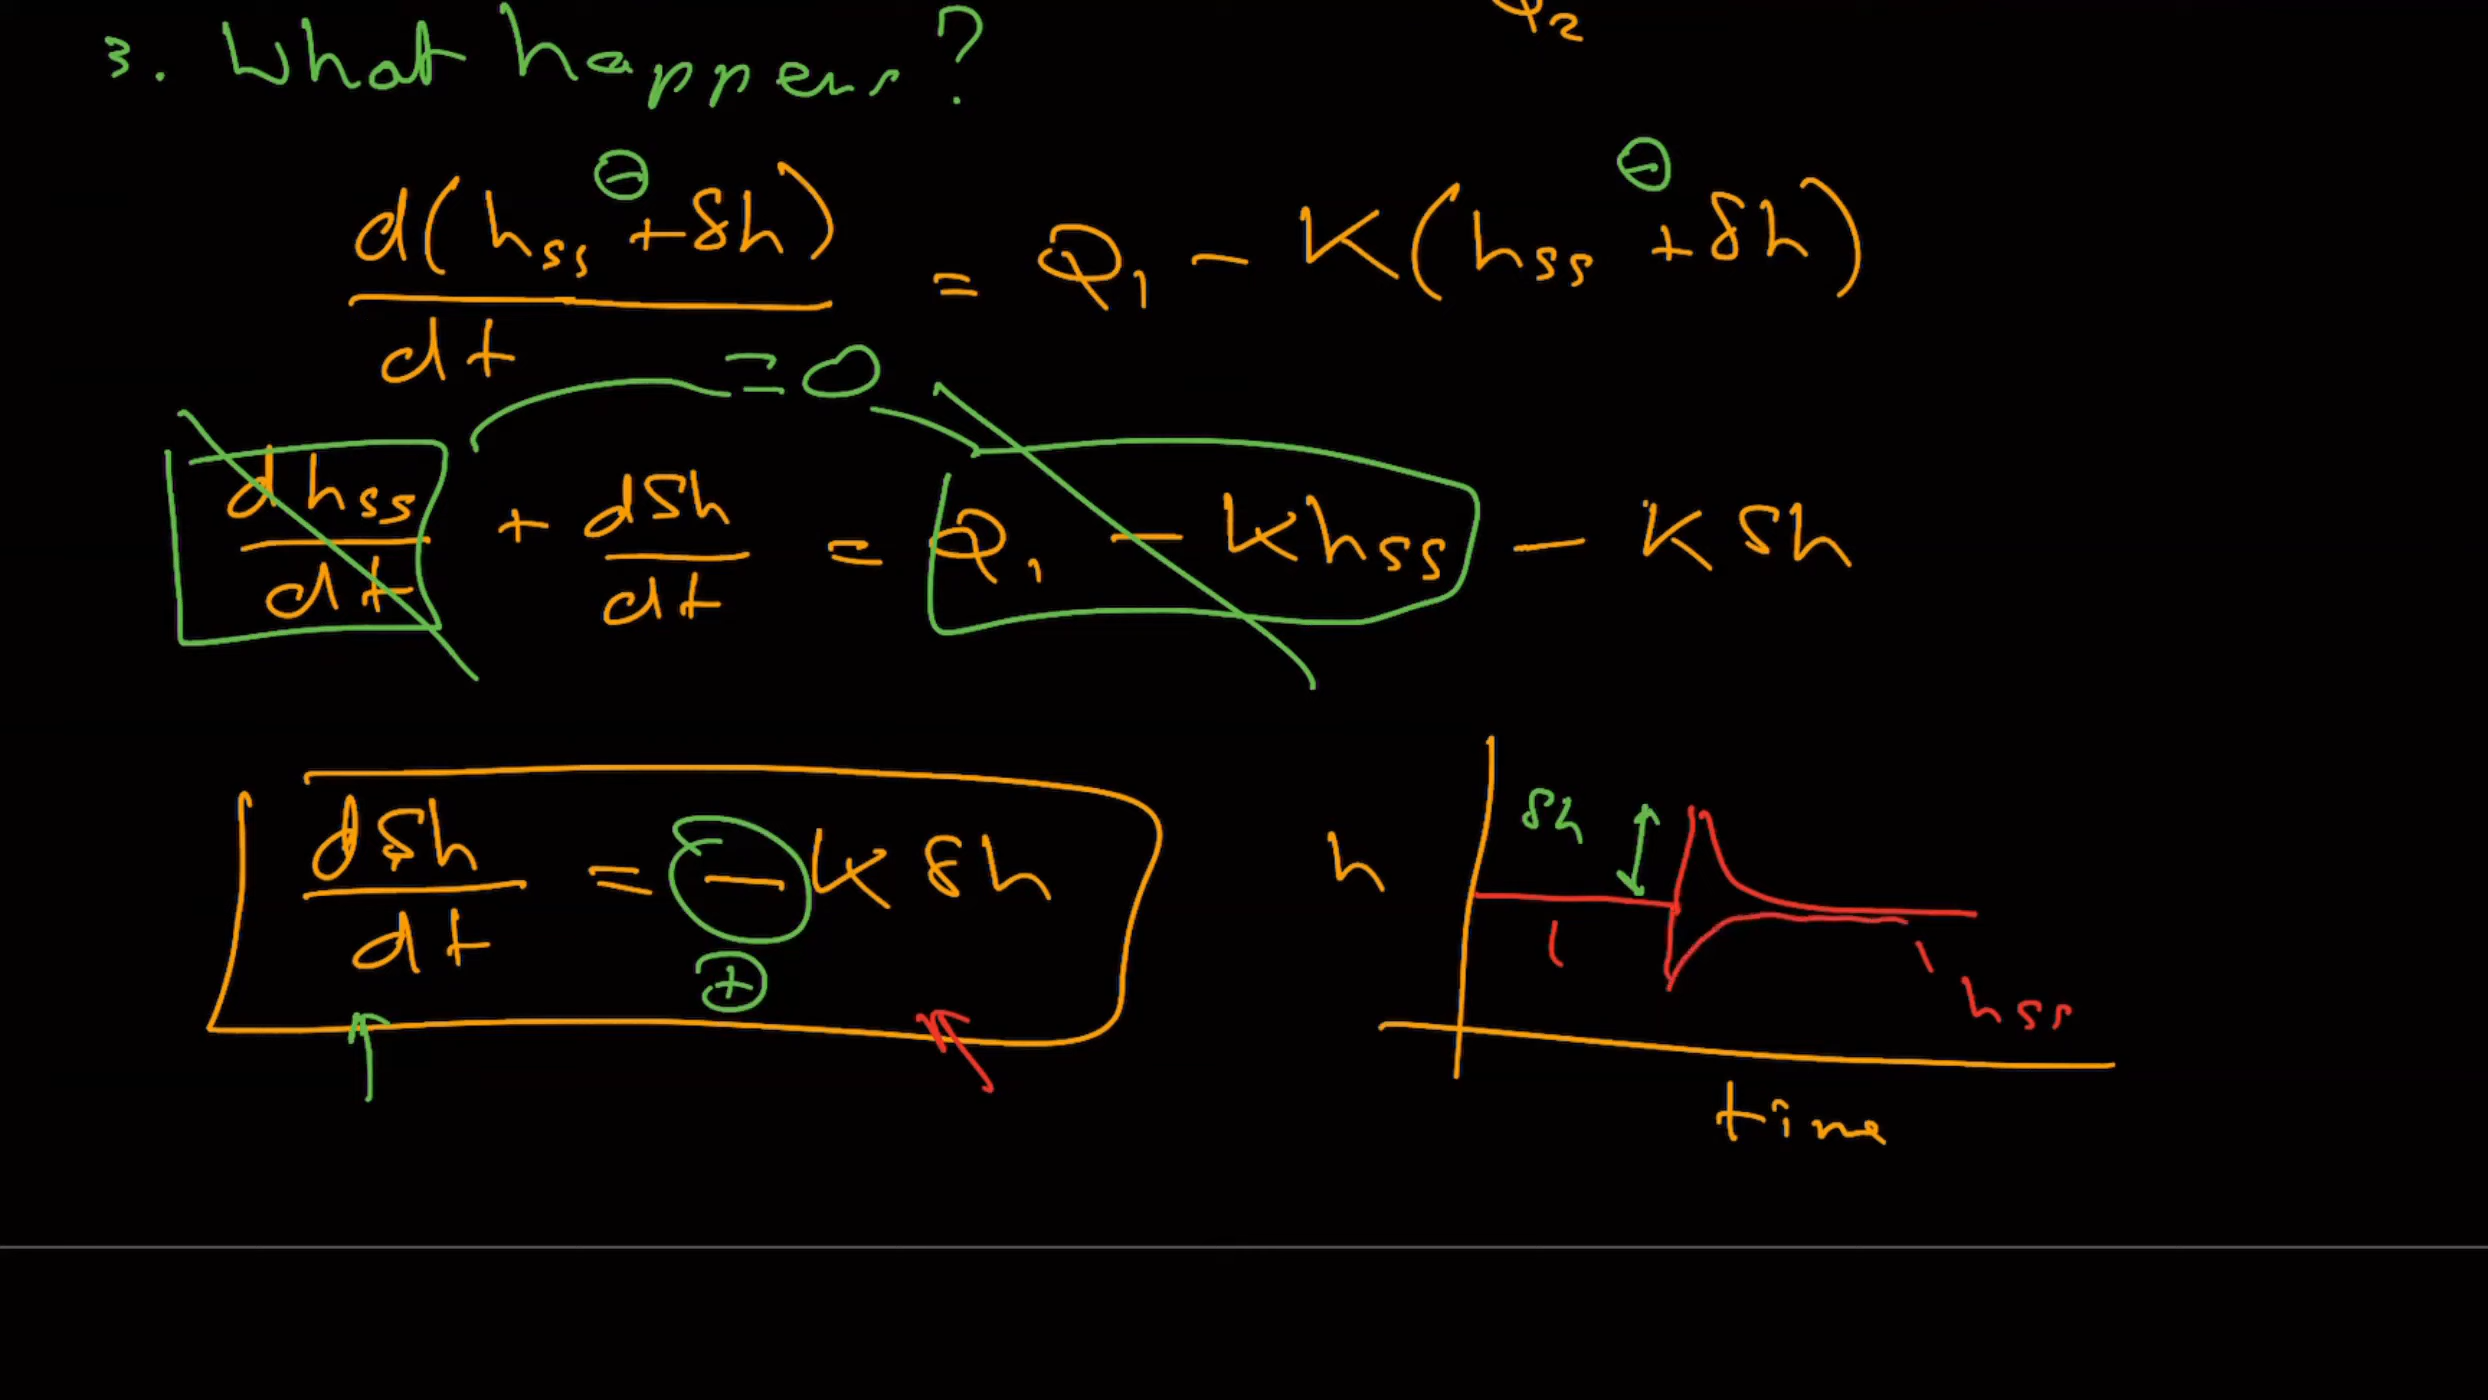 Q₂
3. What happens?
⊖ ⊖
d(hss + δh)/dt = Q₁ - K(hss + δh)
= 0
dhss/dt + dδh/dt = Q₁ - Khss - Kδh
dδh/dt = - K δh
⊕
δh
h
hss
time